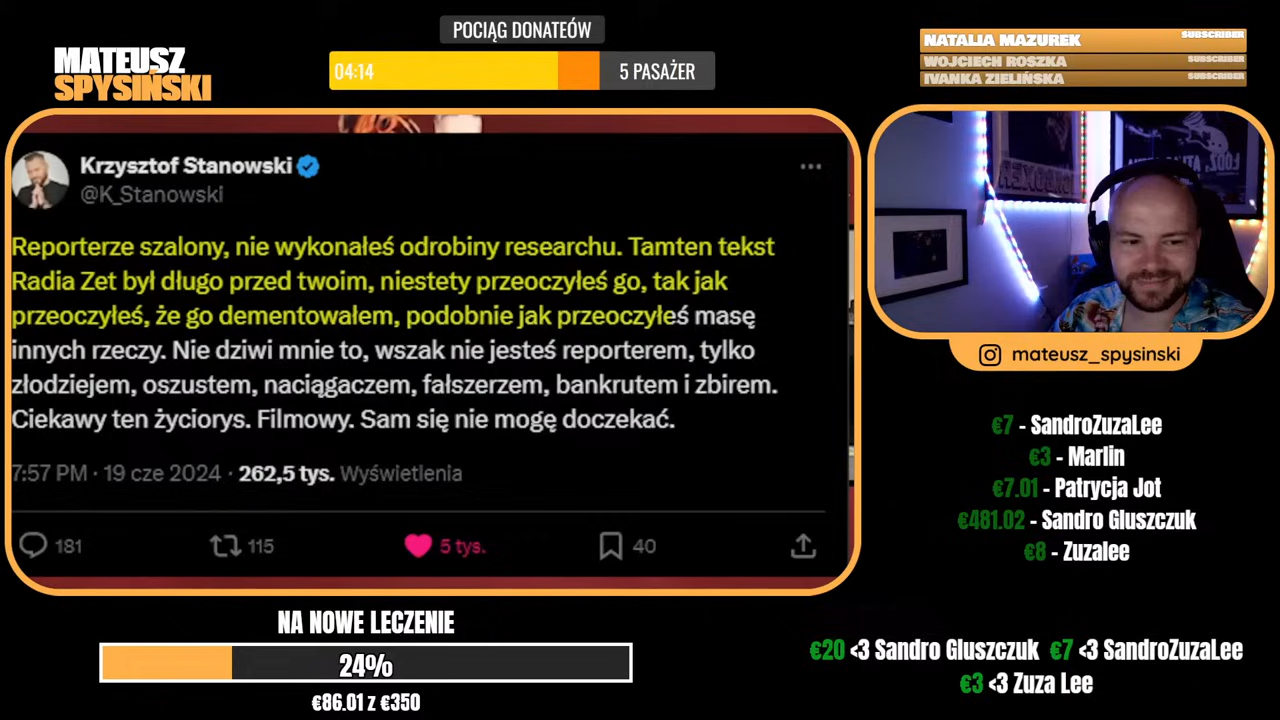 POCIĄG DONATEÓW
04:14
5 PASAŻER
MATEUSZ
SPYSIŃSKI
NATALIA MAZUREK SUBSCRIBER
WOJCIECH ROSZKA SUBSCRIBER
IVANKA ZIELIŃSKA SUBSCRIBER
Krzysztof Stanowski
@K_Stanowski
Reporterze szalony, nie wykonałeś odrobiny researchu. Tamten tekst
Radia Zet był długo przed twoim, niestety przeoczyłeś go, tak jak
przeoczyłeś, że go dementowałem, podobnie jak przeoczyłeś masę
innych rzeczy. Nie dziwi mnie to, wszak nie jesteś reporterem, tylko
złodziejem, oszustem, naciągaczem, fałszerzem, bankrutem i zbirem.
Ciekawy ten życiorys. Filmowy. Sam się nie mogę doczekać.
7:57 PM · 19 cze 2024 · 262,5 tys. Wyświetlenia
181 115 5 tys. 40
mateusz_spysinski
€7 - SandroZuzaLee
€3 - Marlin
€7.01 - Patrycja Jot
€481.02 - Sandro Gluszczuk
€8 - Zuzalee
NA NOWE LECZENIE
24%
€86.01 z €350
€20 <3 Sandro Gluszczuk €7 <3 SandroZuzaLee
€3 <3 Zuza Lee